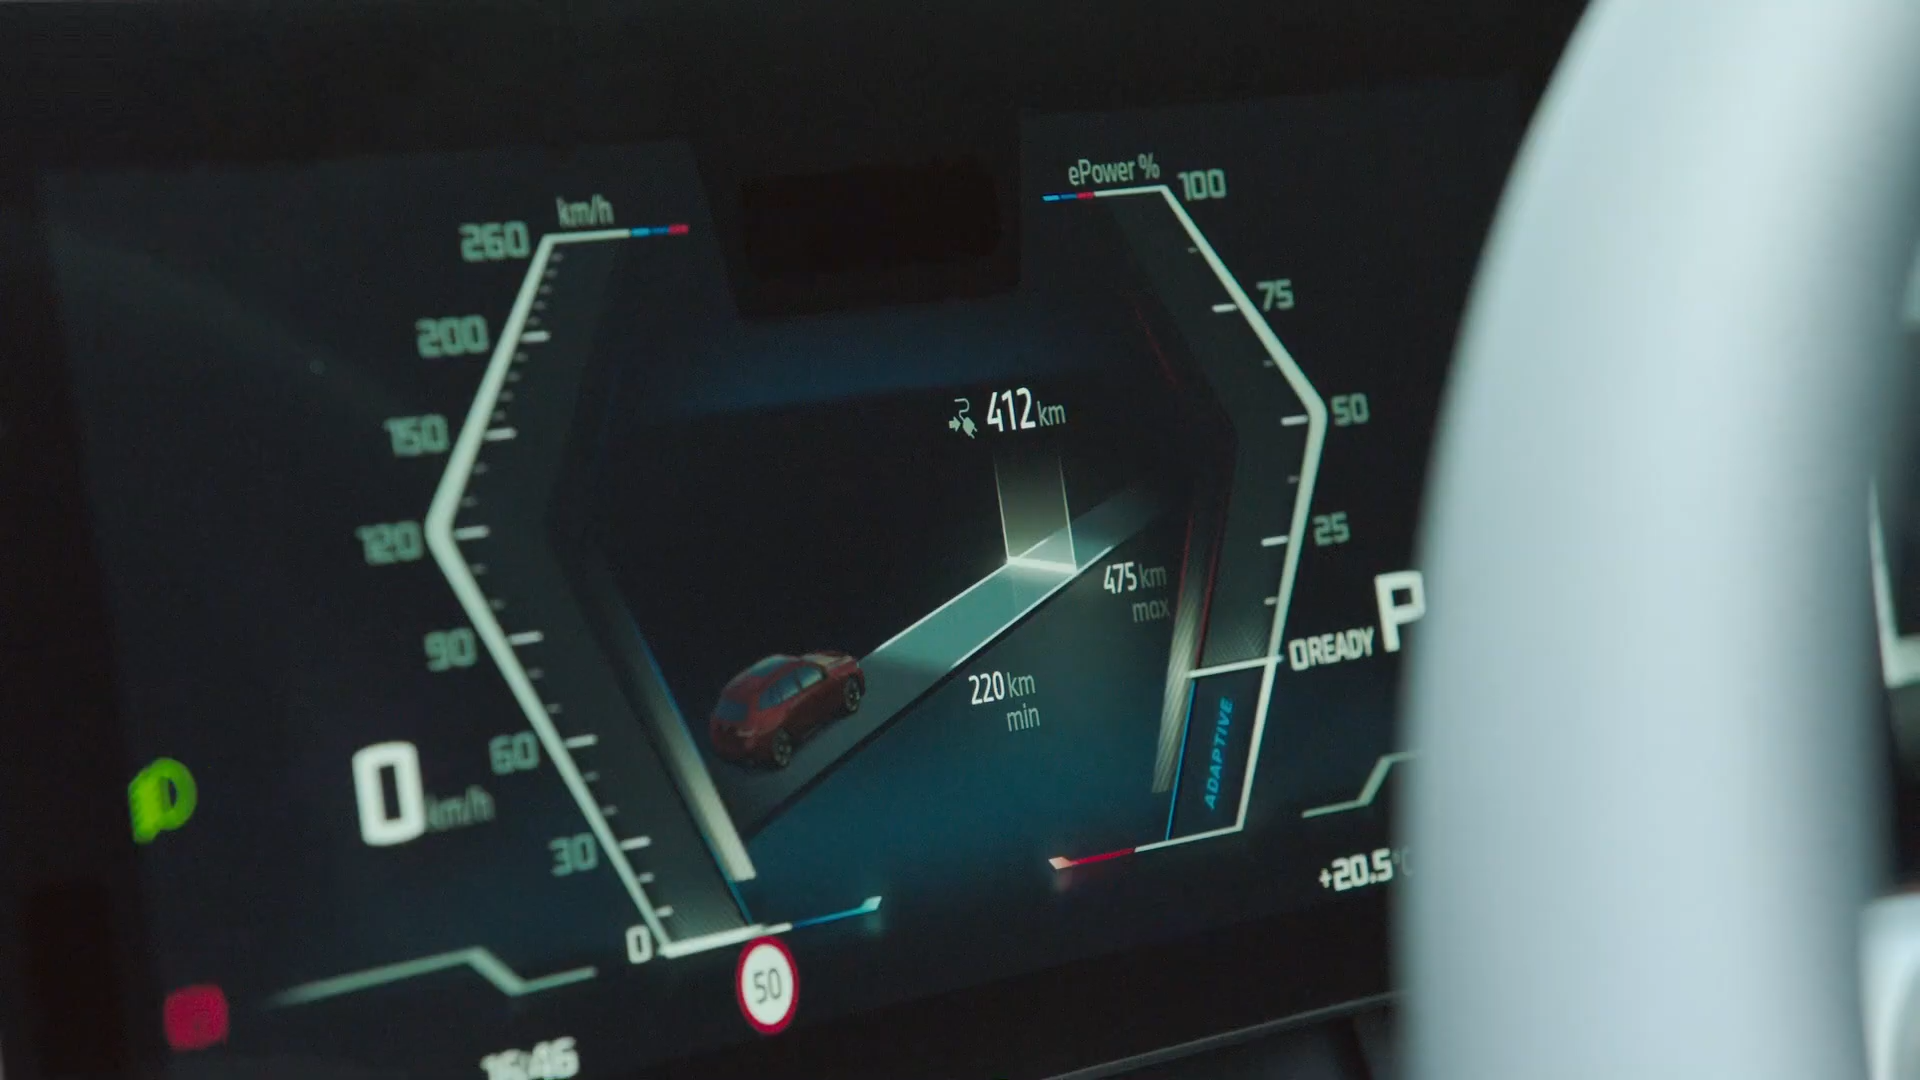 km/h
260
200
150
120
90
60
30
0
0 km/h
ePower %
100
75
50
25
0 READY
P
ADAPTIVE
412 km
475 km
max
220 km
min
50
+20.5°C
16:46